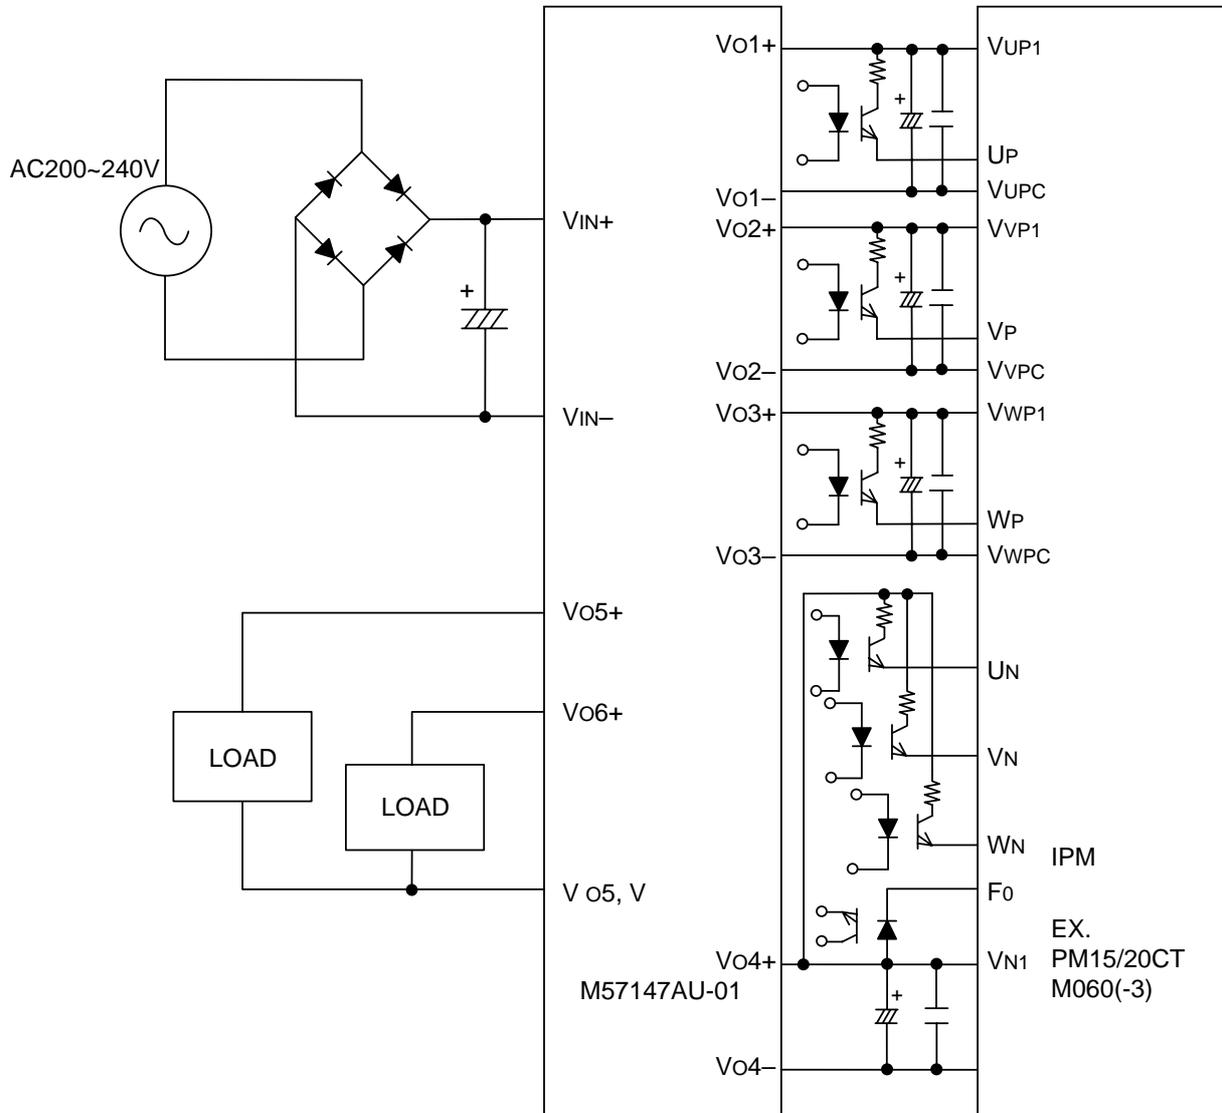 AC200~240V
VIN+
VIN–
VO5+
VO6+
LOAD
LOAD
V O5, V
M57147AU-01
VO1+
VO1–
VO2+
VO2–
VO3+
VO3–
VO4+
VO4–
+
+
+
+
+
VUP1
UP
VUPC
VVP1
VP
VVPC
VWP1
WP
VWPC
UN
VN
WN
F0
VN1
IPM
EX.
PM15/20CT
M060(-3)